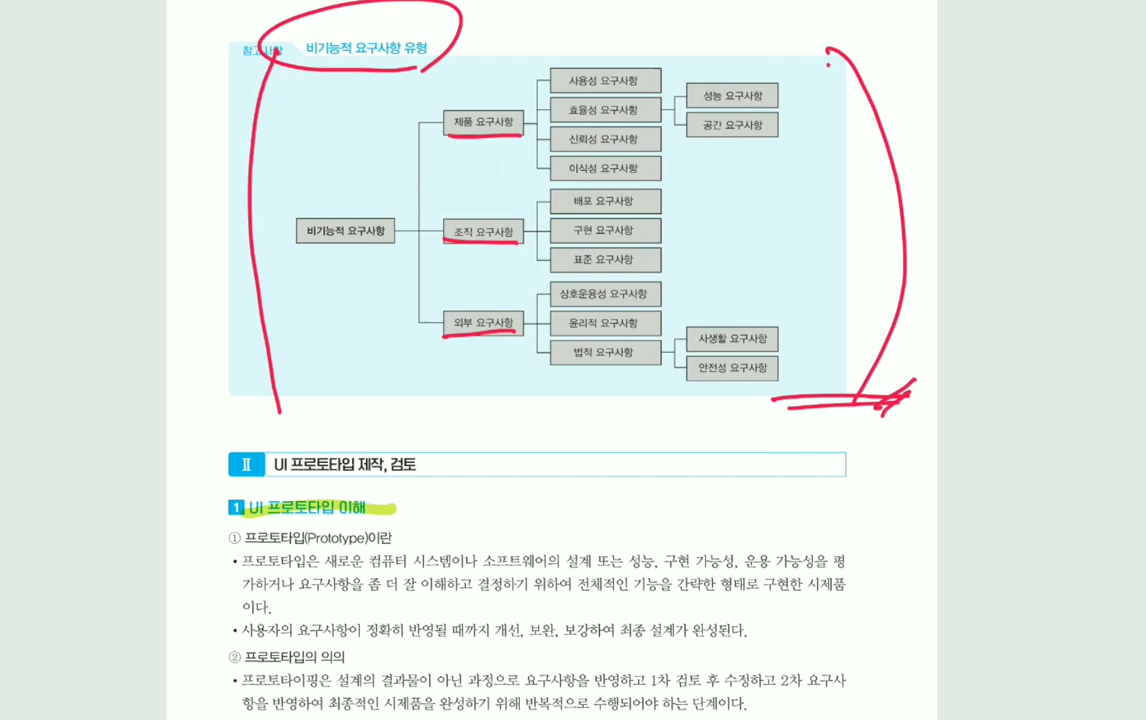 참고사항
비기능적 요구사항 유형
비기능적 요구사항
제품 요구사항
사용성 요구사항
효율성 요구사항
성능 요구사항
공간 요구사항
신뢰성 요구사항
이식성 요구사항
조직 요구사항
배포 요구사항
구현 요구사항
표준 요구사항
외부 요구사항
상호운용성 요구사항
윤리적 요구사항
법적 요구사항
사생활 요구사항
안전성 요구사항
Ⅱ UI 프로토타입 제작, 검토
1 UI 프로토타입 이해
① 프로토타입(Prototype)이란
• 프로토타입은 새로운 컴퓨터 시스템이나 소프트웨어의 설계 또는 성능, 구현 가능성, 운용 가능성을 평
가하거나 요구사항을 좀 더 잘 이해하고 결정하기 위하여 전체적인 기능을 간략한 형태로 구현한 시제품
이다.
• 사용자의 요구사항이 정확히 반영될 때까지 개선, 보완, 보강하여 최종 설계가 완성된다.
② 프로토타입의 의의
• 프로토타이핑은 설계의 결과물이 아닌 과정으로 요구사항을 반영하고 1차 검토 후 수정하고 2차 요구사
항을 반영하여 최종적인 시제품을 완성하기 위해 반복적으로 수행되어야 하는 단계이다.